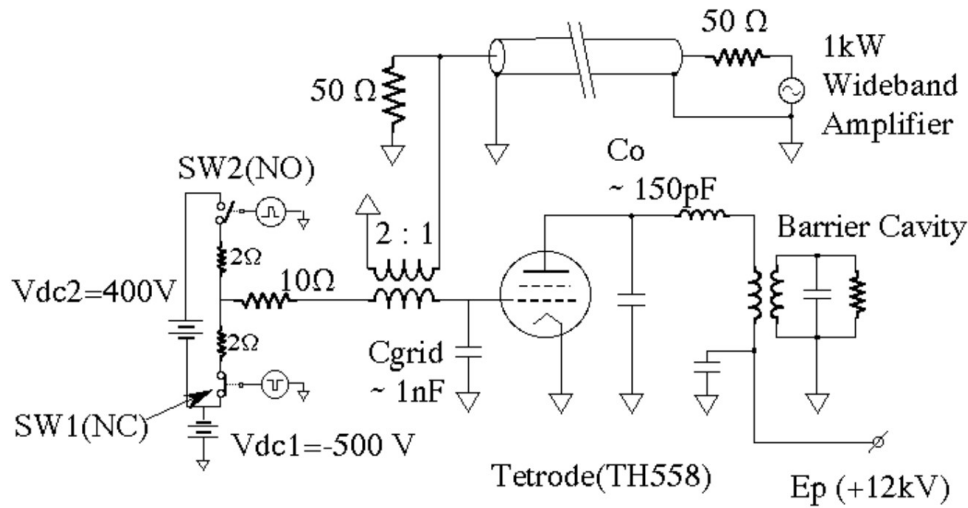 50 Ω
1kW
Wideband
Amplifier
50 Ω
SW2(NO)
Co
~ 150pF
2 : 1
Barrier Cavity
2Ω
10Ω
Vdc2=400V
2Ω
Cgrid
~ 1nF
SW1(NC)
Vdc1=-500 V
Tetrode(TH558)
Ep (+12kV)